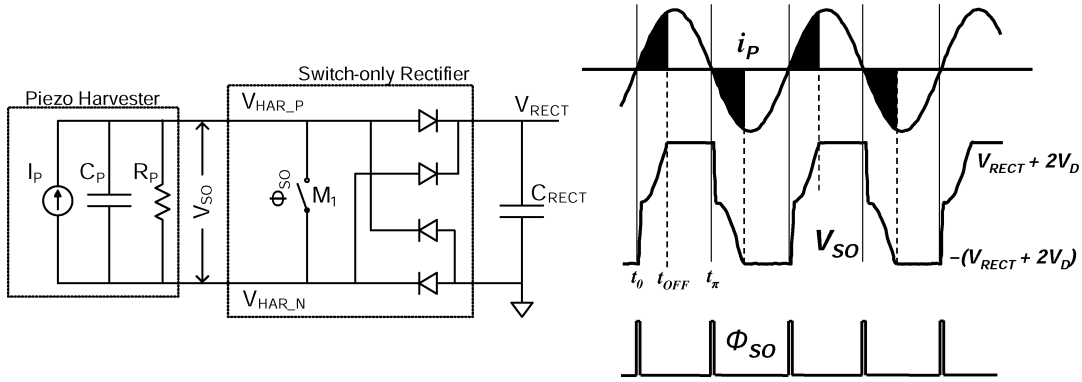 Switch-only Rectifier
Piezo Harvester
V_HAR_P
V_RECT
I_P
C_P
R_P
V_SO
Φ_SO
M_1
C_RECT
V_HAR_N
i_P
V_RECT + 2V_D
V_SO
–(V_RECT + 2V_D)
t_0
t_OFF
t_π
Φ_SO